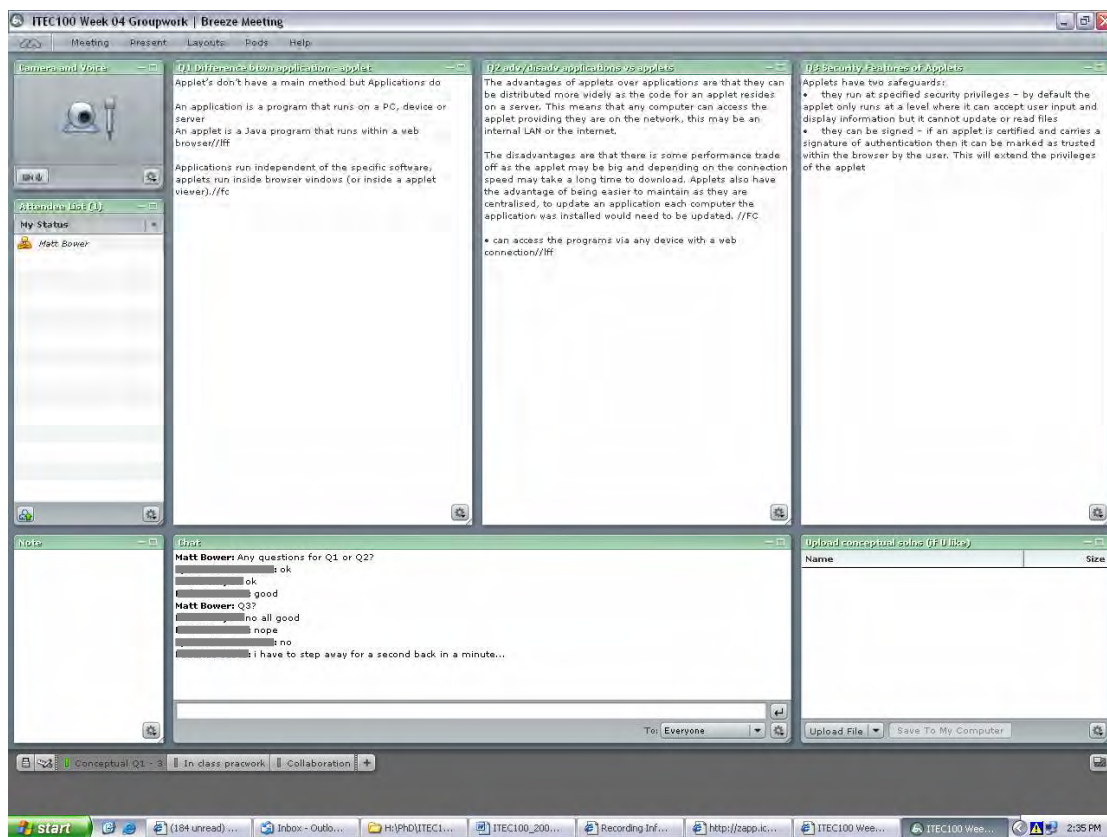 ITEC100 Week 04 Groupwork | Breeze Meeting
Meeting Present Layouts Pods Help
Camera and Voice
Attendee List (1)
My Status
Matt Bower
Q1 Difference btwn application - applet
Applet's don't have a main method but Applications do
An application is a program that runs on a PC, device or
server
An applet is a Java program that runs within a web
browser//lff
Applications run independent of the specific software,
applets run inside browser windows (or inside a applet
viewer).//fc
Q2 adv/disadv applications vs applets
The advantages of applets over applications are that they can
be distributed more widely as the code for an applet resides
on a server. This means that any computer can access the
applet providing they are on the network, this may be an
internal LAN or the internet.
The disadvantages are that there is some performance trade
off as the applet may be big and depending on the connection
speed may take a long time to download. Applets also have
the advantage of being easier to maintain as they are
centralised, to update an application each computer the
application was installed would need to be updated. //FC
• can access the programs via any device with a web
connection//lff
Q3 Security Features of Applets
Applets have two safeguards:
• they run at specified security privileges – by default the
applet only runs at a level where it can accept user input and
display information but it cannot update or read files
• they can be signed – if an applet is certified and carries a
signature of authentication then it can be marked as trusted
within the browser by the user. This will extend the privileges
of the applet
Note
Chat
Matt Bower: Any questions for Q1 or Q2?
: ok
ok
: good
Matt Bower: Q3?
no all good
: nope
: no
: i have to step away for a second back in a minute...
To: Everyone
Upload conceptual solns (if U like)
Name Size
Upload File Save To My Computer
Conceptual Q1 - 3 In class pracwork Collaboration +
start (184 unread) ... Inbox - Outlo... H:\PhD\ITEC1... ITEC100_200... Recording Inf... http://zapp.ic... ITEC100 Wee... ITEC100 Wee... 2:35 PM